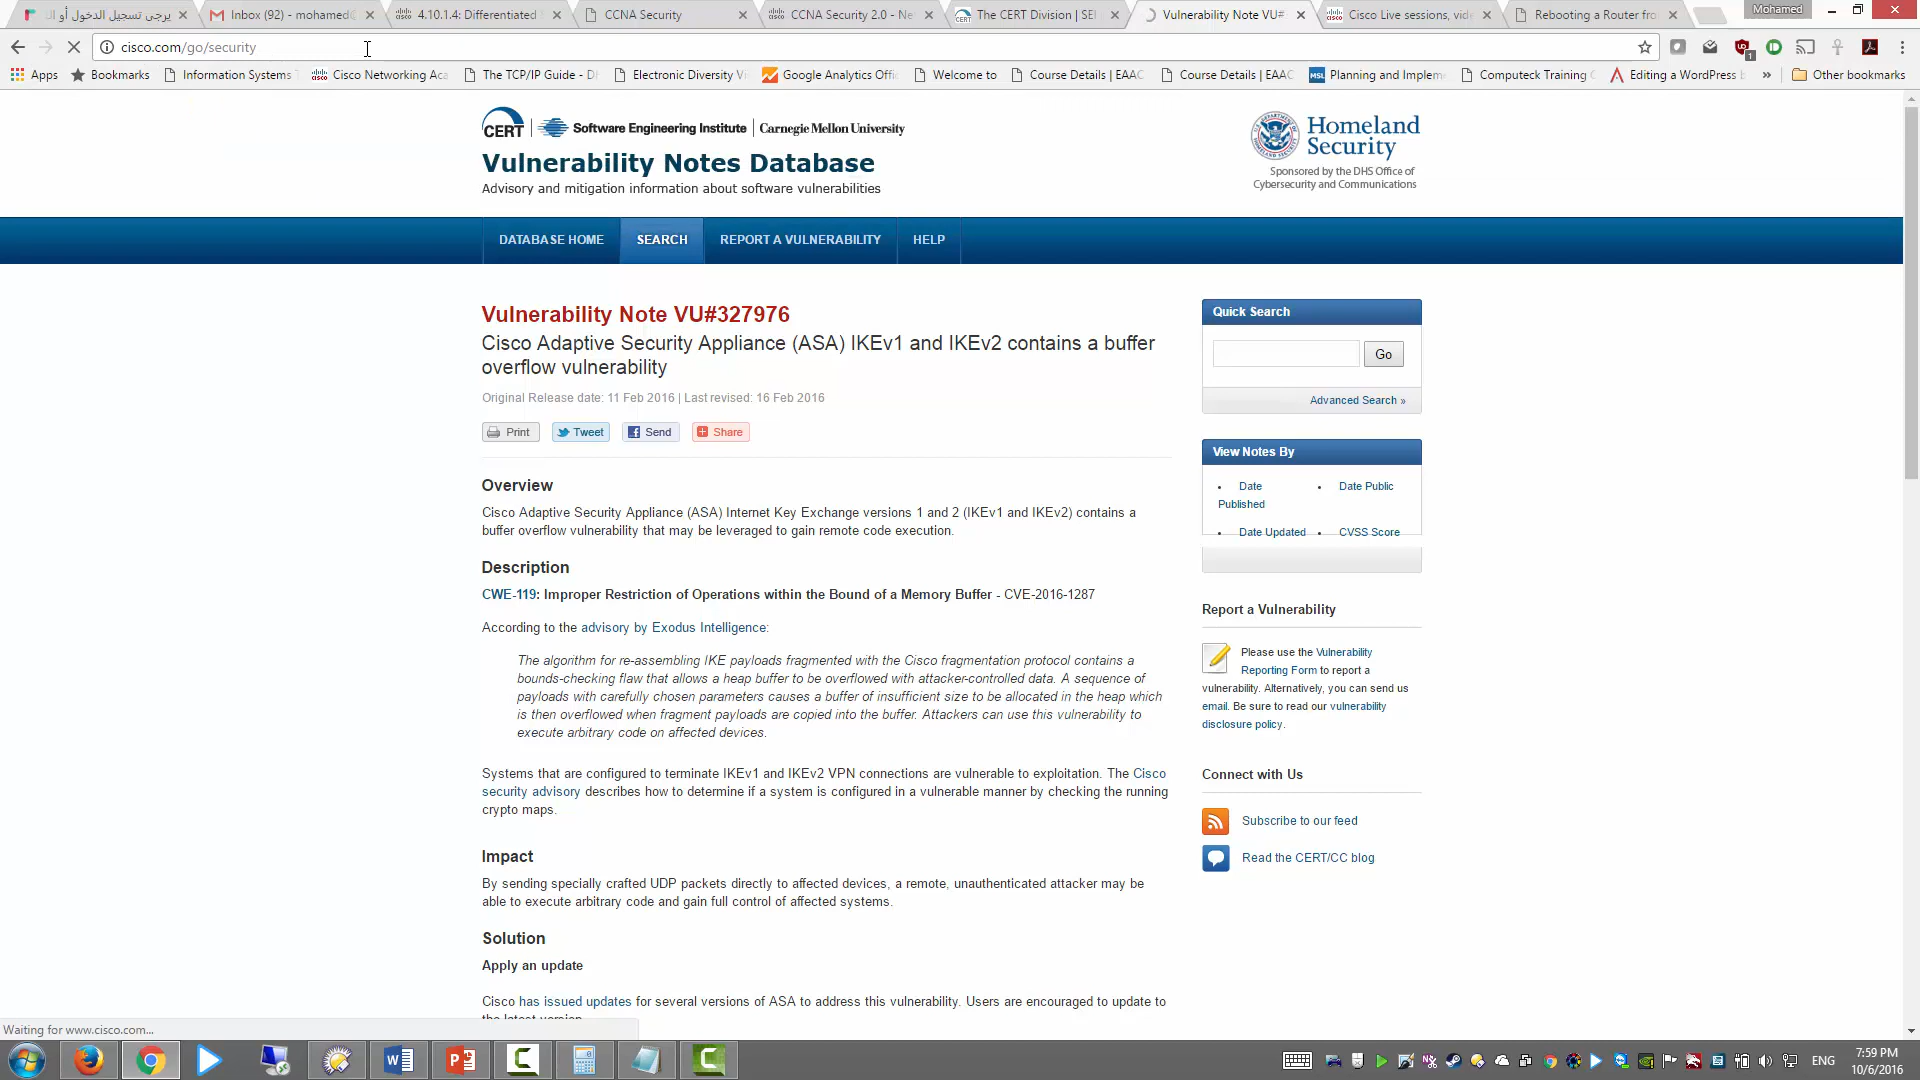 يرجى تسجيل الدخول أو ال
Inbox (92) - mohamed
4.10.1.4: Differentiated
CCNA Security
CCNA Security 2.0 - Ne
The CERT Division | SEI
Vulnerability Note VU#
Cisco Live sessions, vid
Rebooting a Router fro
Mohamed
cisco.com/go/security
Apps
Bookmarks
Information Systems
Cisco Networking Aca
The TCP/IP Guide - D
Electronic Diversity Vi
Google Analytics Offic
Welcome to
Course Details | EAAC
Course Details | EAAC
Planning and Impleme
Computeck Training C
Editing a WordPress
Other bookmarks
CERT
Software Engineering Institute
Carnegie Mellon University
Homeland
Security
Vulnerability Notes Database
Advisory and mitigation information about software vulnerabilities
Sponsored by the DHS Office of
Cybersecurity and Communications
DATABASE HOME
SEARCH
REPORT A VULNERABILITY
HELP
Vulnerability Note VU#327976
Cisco Adaptive Security Appliance (ASA) IKEv1 and IKEv2 contains a buffer
overflow vulnerability
Original Release date: 11 Feb 2016 | Last revised: 16 Feb 2016
Print
Tweet
Send
Share
Overview
Cisco Adaptive Security Appliance (ASA) Internet Key Exchange versions 1 and 2 (IKEv1 and IKEv2) contains a
buffer overflow vulnerability that may be leveraged to gain remote code execution.
Description
CWE-119: Improper Restriction of Operations within the Bound of a Memory Buffer - CVE-2016-1287
According to the advisory by Exodus Intelligence:
The algorithm for re-assembling IKE payloads fragmented with the Cisco fragmentation protocol contains a
bounds-checking flaw that allows a heap buffer to be overflowed with attacker-controlled data. A sequence of
payloads with carefully chosen parameters causes a buffer of insufficient size to be allocated in the heap which
is then overflowed when fragment payloads are copied into the buffer. Attackers can use this vulnerability to
execute arbitrary code on affected devices.
Systems that are configured to terminate IKEv1 and IKEv2 VPN connections are vulnerable to exploitation. The Cisco
security advisory describes how to determine if a system is configured in a vulnerable manner by checking the running
crypto maps.
Impact
By sending specially crafted UDP packets directly to affected devices, a remote, unauthenticated attacker may be
able to execute arbitrary code and gain full control of affected systems.
Solution
Apply an update
Cisco has issued updates for several versions of ASA to address this vulnerability. Users are encouraged to update to
the latest version
Quick Search
Go
Advanced Search »
View Notes By
Date
Published
Date Public
Date Updated
CVSS Score
Report a Vulnerability
Please use the Vulnerability
Reporting Form to report a
vulnerability. Alternatively, you can send us
email. Be sure to read our vulnerability
disclosure policy.
Connect with Us
Subscribe to our feed
Read the CERT/CC blog
Waiting for www.cisco.com...
ENG
7:59 PM
10/6/2016